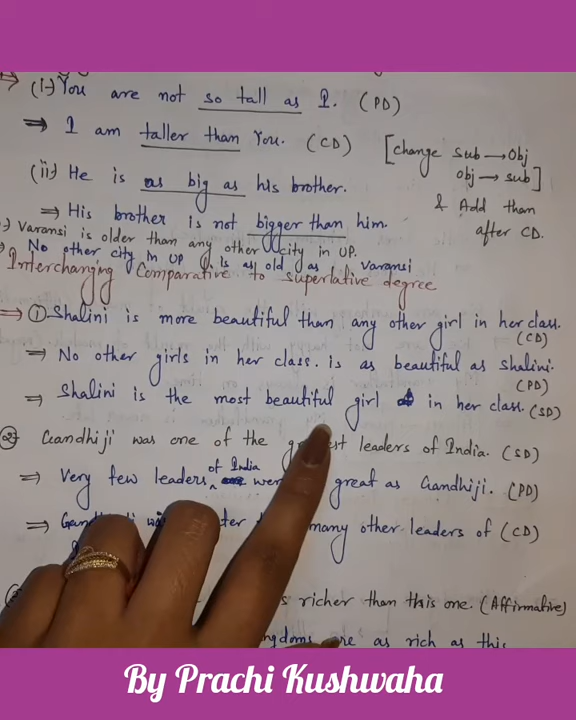 (i) You are not so tall as I. (PD)
⇒ I am taller than You. (CD)
[change sub → Obj
obj → sub]
& Add than
after CD.
(ii) He is as big as his brother.
⇒ His brother is not bigger than him.
Varansi is older than any other city in UP.
No other city in UP is as old as Varansi
Interchanging Comparative to superlative degree
⇒ ① Shalini is more beautiful than any other girl in her class. (CD)
⇒ No other girls in her class is as beautiful as Shalini. (PD)
⇒ Shalini is the most beautiful girl in her class. (SD)
② Gandhiji was one of the greatest leaders of India. (SD)
⇒ Very few leaders of India were great as Gandhiji. (PD)
⇒ many other leaders of (CD)
richer than this one. (Affirmative)
are as rich as this
By Prachi Kushwaha